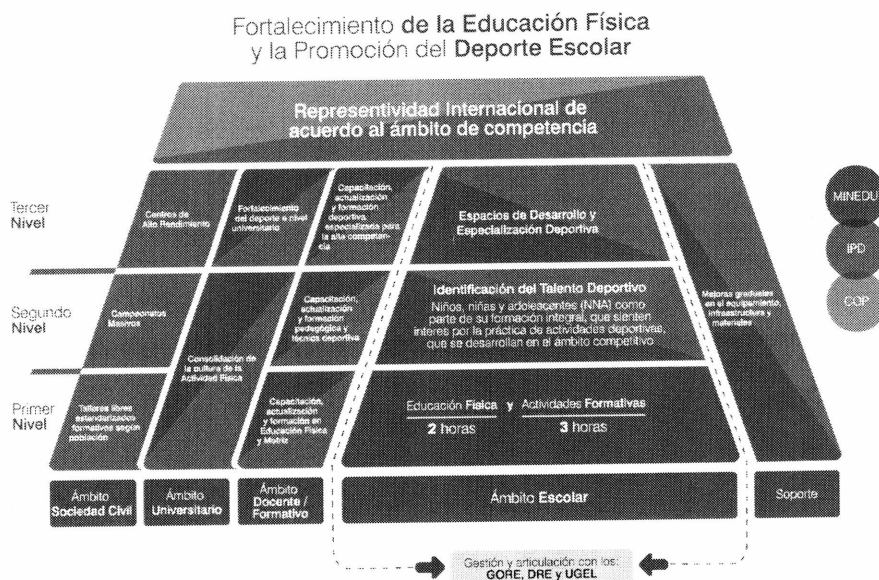 Fortalecimiento de la Educación Física
y la Promoción del Deporte Escolar
Representividad Internacional de
acuerdo al ámbito de competencia
Tercer
Nivel
Centros de
Alto Rendimiento
Fortalecimiento
del deporte a nivel
universitario
Capacitación,
actualización
y formación
deportiva,
especializada para
la alta competen-
cia
Espacios de Desarrollo y
Especialización Deportiva
MINEDU
IPD
COP
Segundo
Nivel
Campeonatos
Masivos
Consolidación de
la cultura de la
Actividad Física
Capacitación,
actualización
y formación
pedagógica y
técnica deportiva
Identificación del Talento Deportivo
Niños, niñas y adolescentes (NNA) como
parte de su formación integral, que sienten
interes por la práctica de actividades deportivas,
que se desarrollan en el ámbito competitivo
Mejoras graduales
en el equipamiento,
infraestructura y
materiales
Primer
Nivel
Talleres libres
estandarizados
formativos según
población
Capacitación,
actualización
y formación en
Educación Física
y Motriz
Educación Física y Actividades Formativas
2 horas 3 horas
Ámbito
Sociedad Civil
Ámbito
Universitario
Ámbito
Docente /
Formativo
Ámbito Escolar
Soporte
Gestión y articulación con los:
GORE, DRE y UGEL